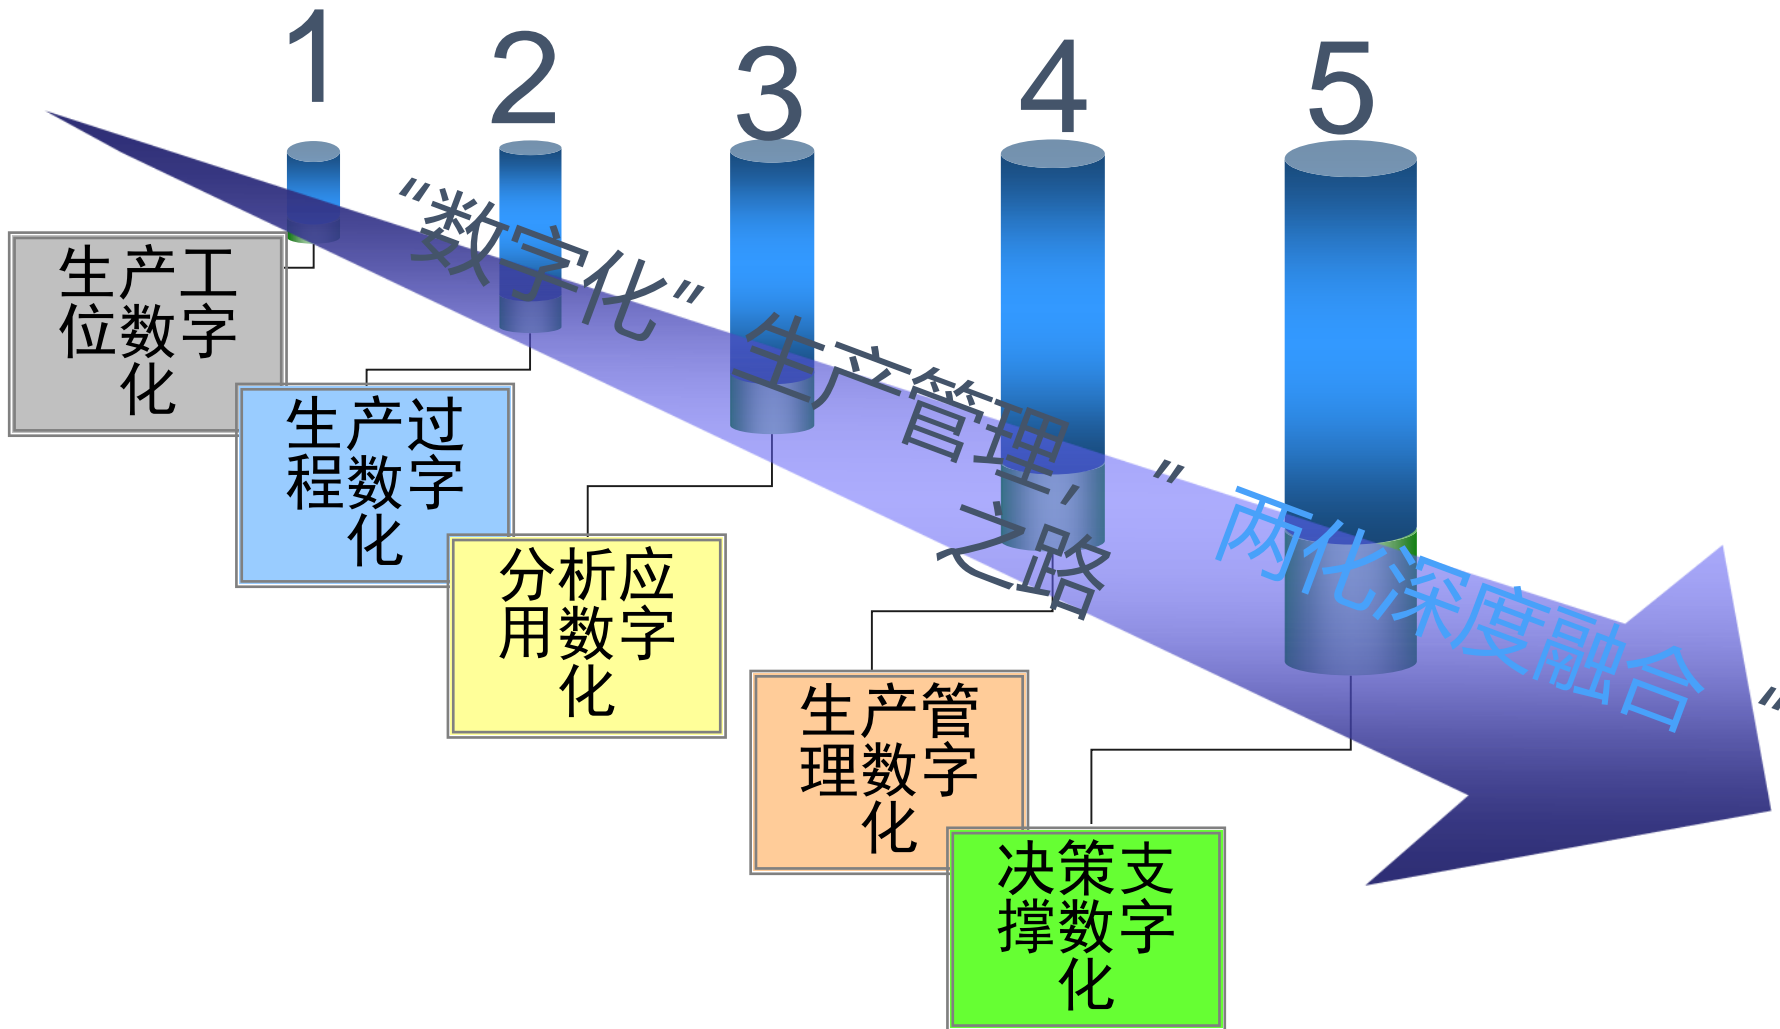 1
2
3
4
5
“数字化” 生产管理, ” 两化深度融合 ”
之路
生产工
位数字
化
生产过
程数字
化
分析应
用数字
化
生产管
理数字
化
决策支
撑数字
化